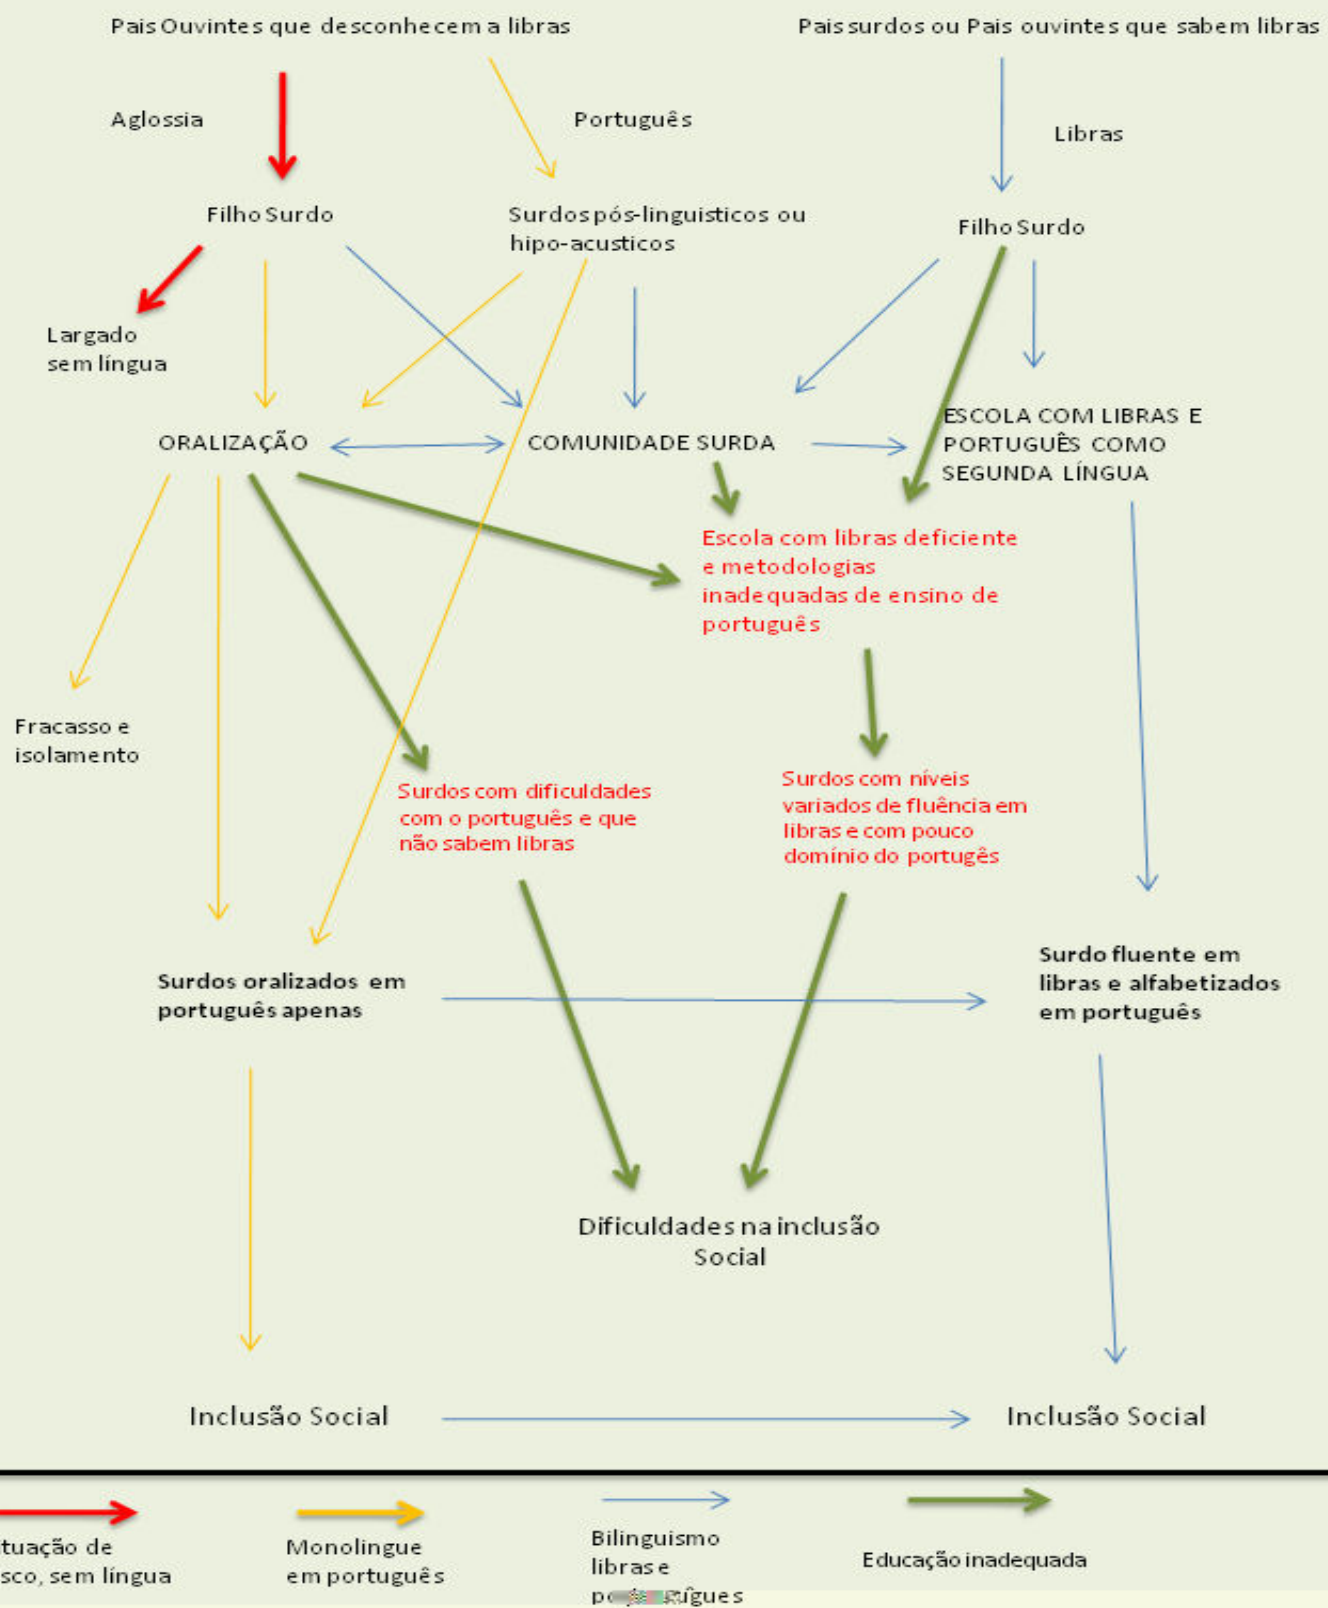 Pais Ouvintes que desconhecem a libras
Pais surdos ou Pais ouvintes que sabem libras
Aglossia
Português
Libras
Filho Surdo
Surdos pós-linguisticos ou
hipo-acusticos
Filho Surdo
Largado
sem língua
ORALIZAÇÃO
COMUNIDADE SURDA
ESCOLA COM LIBRAS E
PORTUGUÊS COMO
SEGUNDA LÍNGUA
Escola com libras deficiente
e metodologias
inadequadas de ensino de
português
Fracasso e
isolamento
Surdos com dificuldades
com o português e que
não sabem libras
Surdos com níveis
variados de fluência em
libras e com pouco
domínio do portugês
Surdos oralizados em
português apenas
Surdo fluente em
libras e alfabetizados
em português
Dificuldades na inclusão
Social
Inclusão Social
Inclusão Social
tuação de
sco, sem língua
Monolingue
em português
Bilinguismo
libras e
Educação inadequada